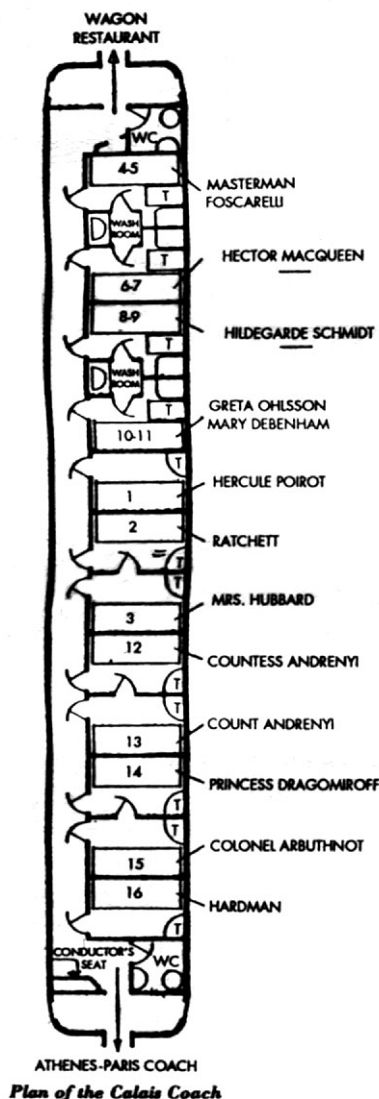 WAGON
RESTAURANT
WC
4-5
MASTERMAN
FOSCARELLI
T
WASH
ROOM
T
HECTOR MACQUEEN
6-7
8-9
HILDEGARDE SCHMIDT
T
WASH
ROOM
T
GRETA OHLSSON
MARY DEBENHAM
10-11
T
HERCULE POIROT
1
2
RATCHETT
T
T
MRS. HUBBARD
3
12
COUNTESS ANDRENYI
T
T
COUNT ANDRENYI
13
14
PRINCESS DRAGOMIROFF
T
T
COLONEL ARBUTHNOT
15
16
HARDMAN
T
CONDUCTOR'S
SEAT
WC
ATHENES-PARIS COACH
Plan of the Calais Coach